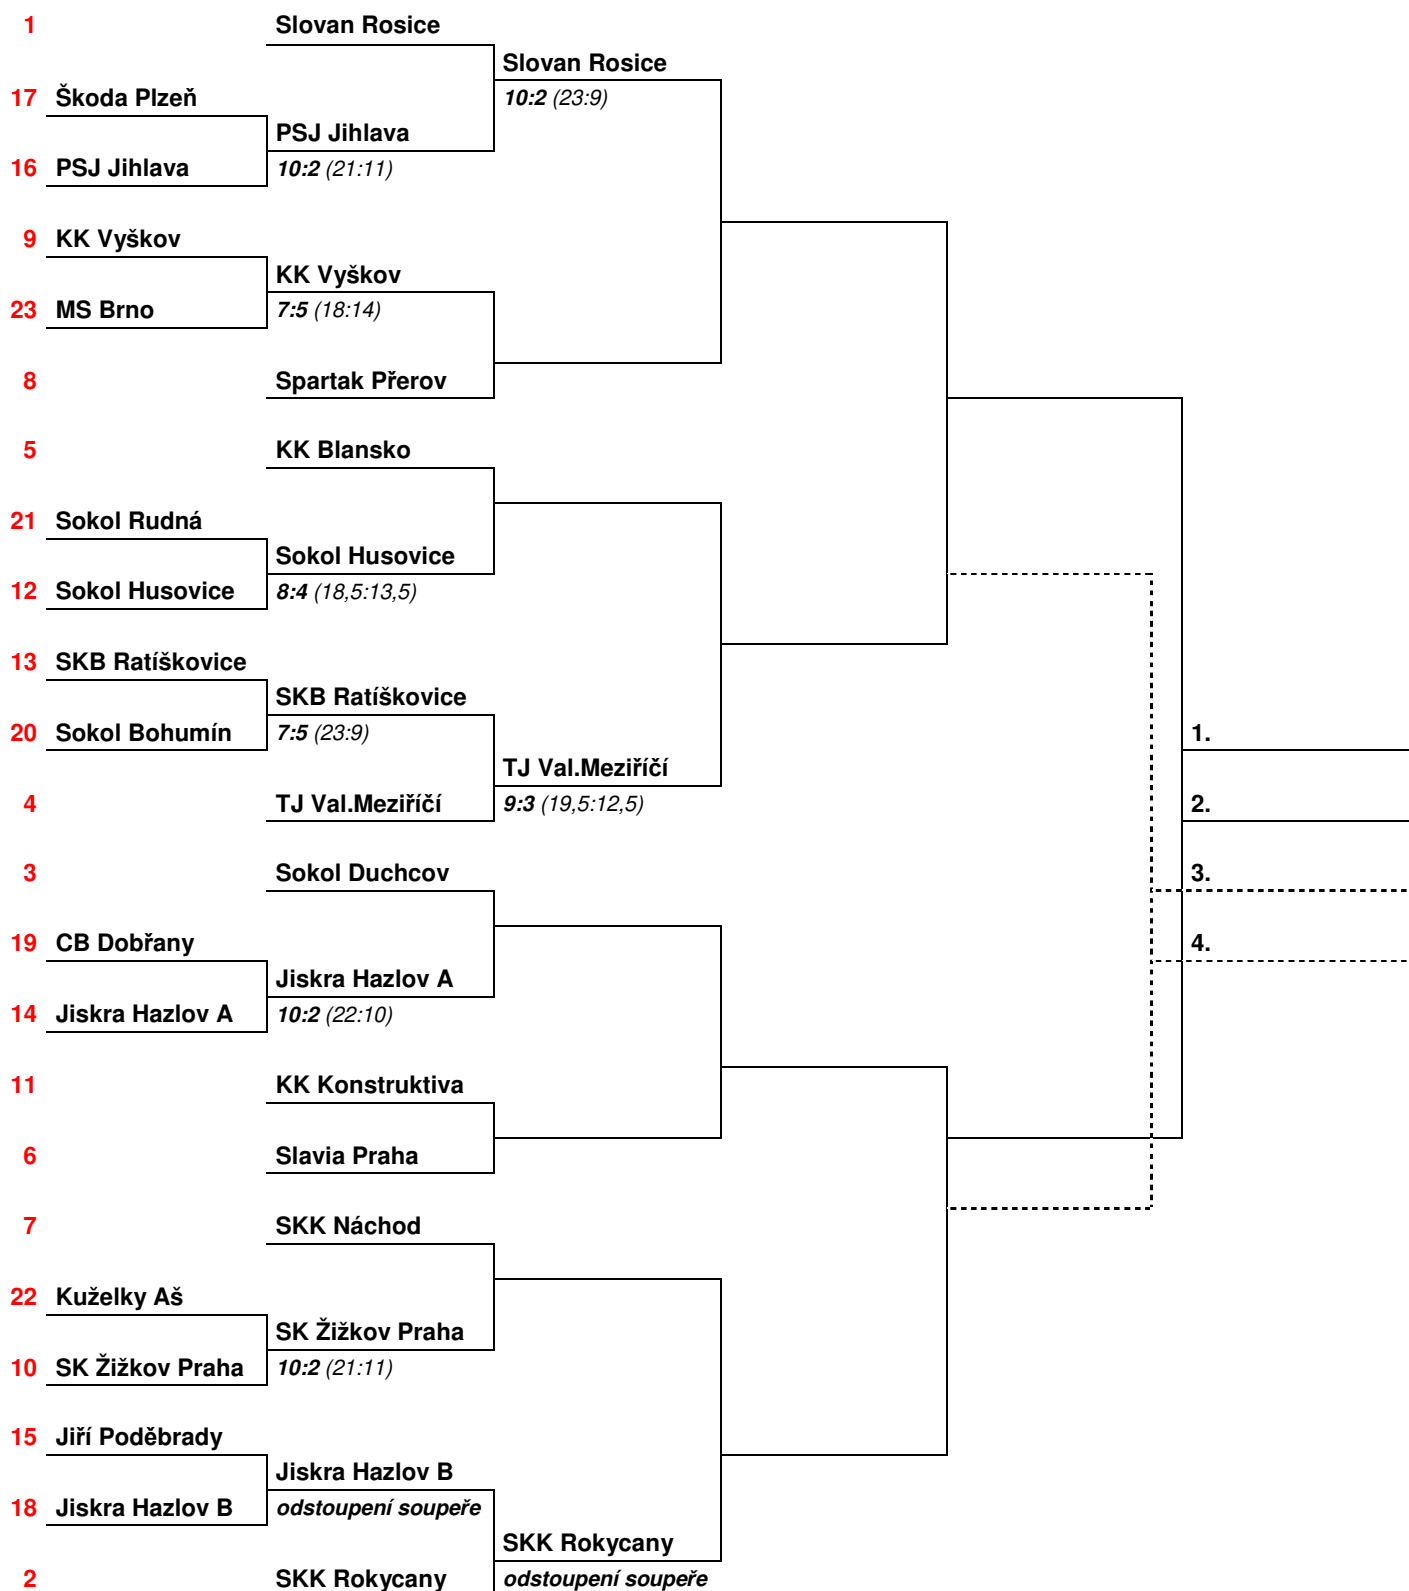 1 Slovan Rosice
Slovan Rosice
17 Škoda Plzeň 10:2 (23:9)
PSJ Jihlava
16 PSJ Jihlava 10:2 (21:11)
9 KK Vyškov
KK Vyškov
23 MS Brno 7:5 (18:14)
8 Spartak Přerov
5 KK Blansko
21 Sokol Rudná
Sokol Husovice
12 Sokol Husovice 8:4 (18,5:13,5)
13 SKB Ratíškovice
SKB Ratíškovice
20 Sokol Bohumín 7:5 (23:9) 1.
TJ Val.Meziříčí
4 TJ Val.Meziříčí 9:3 (19,5:12,5) 2.
3 Sokol Duchcov 3.
19 CB Dobřany 4.
Jiskra Hazlov A
14 Jiskra Hazlov A 10:2 (22:10)
11 KK Konstruktiva
6 Slavia Praha
7 SKK Náchod
22 Kuželky Aš
SK Žižkov Praha
10 SK Žižkov Praha 10:2 (21:11)
15 Jiří Poděbrady
Jiskra Hazlov B
18 Jiskra Hazlov B odstoupení soupeře
SKK Rokycany
2 SKK Rokycany odstoupení soupeře